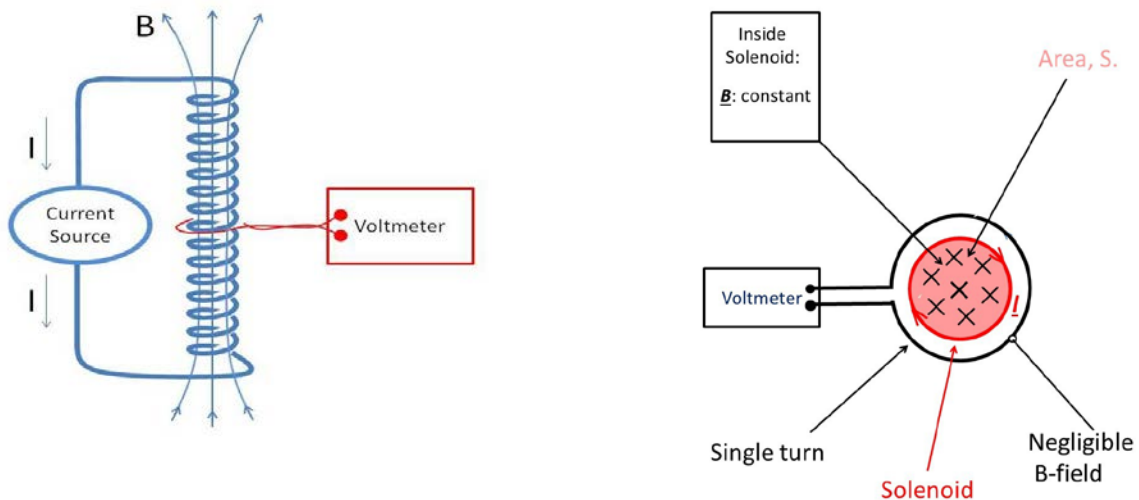 B
I
Current
Source
I
Voltmeter
Inside
Solenoid:
B: constant
Area, S.
Voltmeter
I
Single turn
Solenoid
Negligible
B-field